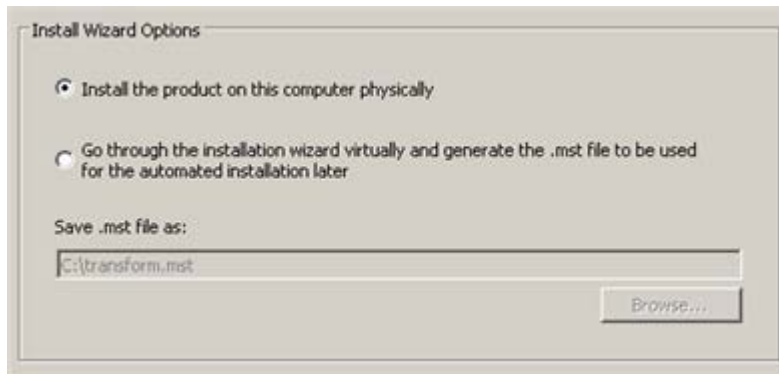 Install Wizard Options
Install the product on this computer physically
Go through the installation wizard virtually and generate the .mst file to be used
for the automated installation later
Save .mst file as:
C:\transform.mst
Browse...